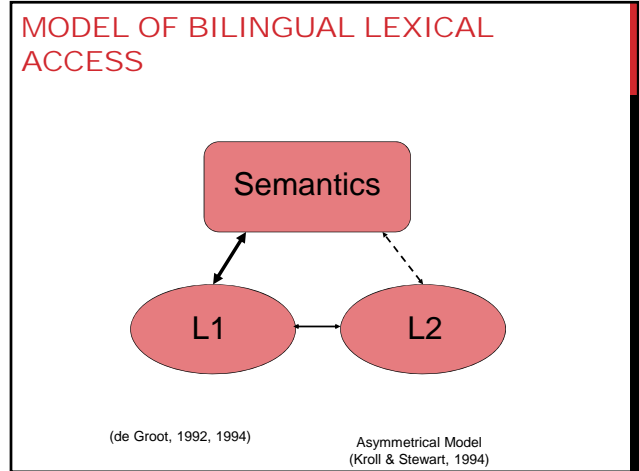 MODEL OF BILINGUAL LEXICAL
ACCESS
Semantics
L1
L2
(de Groot, 1992, 1994)
Asymmetrical Model
(Kroll & Stewart, 1994)